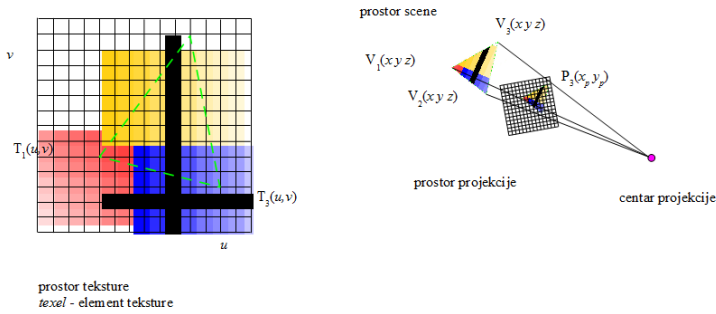 v
T₁(u,v)
T₃(u,v)
u
prostor teksture
texel - element teksture
prostor scene
V₃(x y z)
V₁(x y z)
V₂(x y z)
P₃(xₚ yₚ)
prostor projekcije
centar projekcije